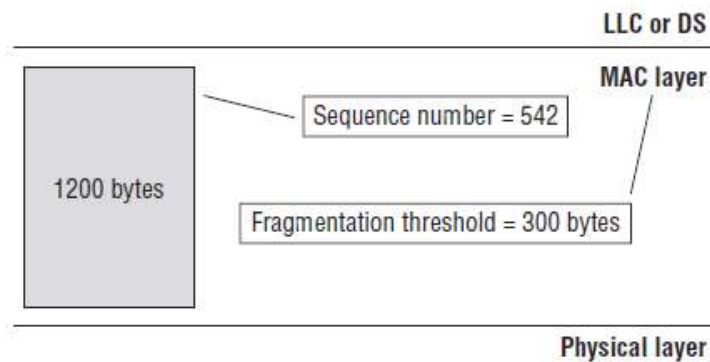 LLC or DS
MAC layer
Sequence number = 542
1200 bytes
Fragmentation threshold = 300 bytes
Physical layer